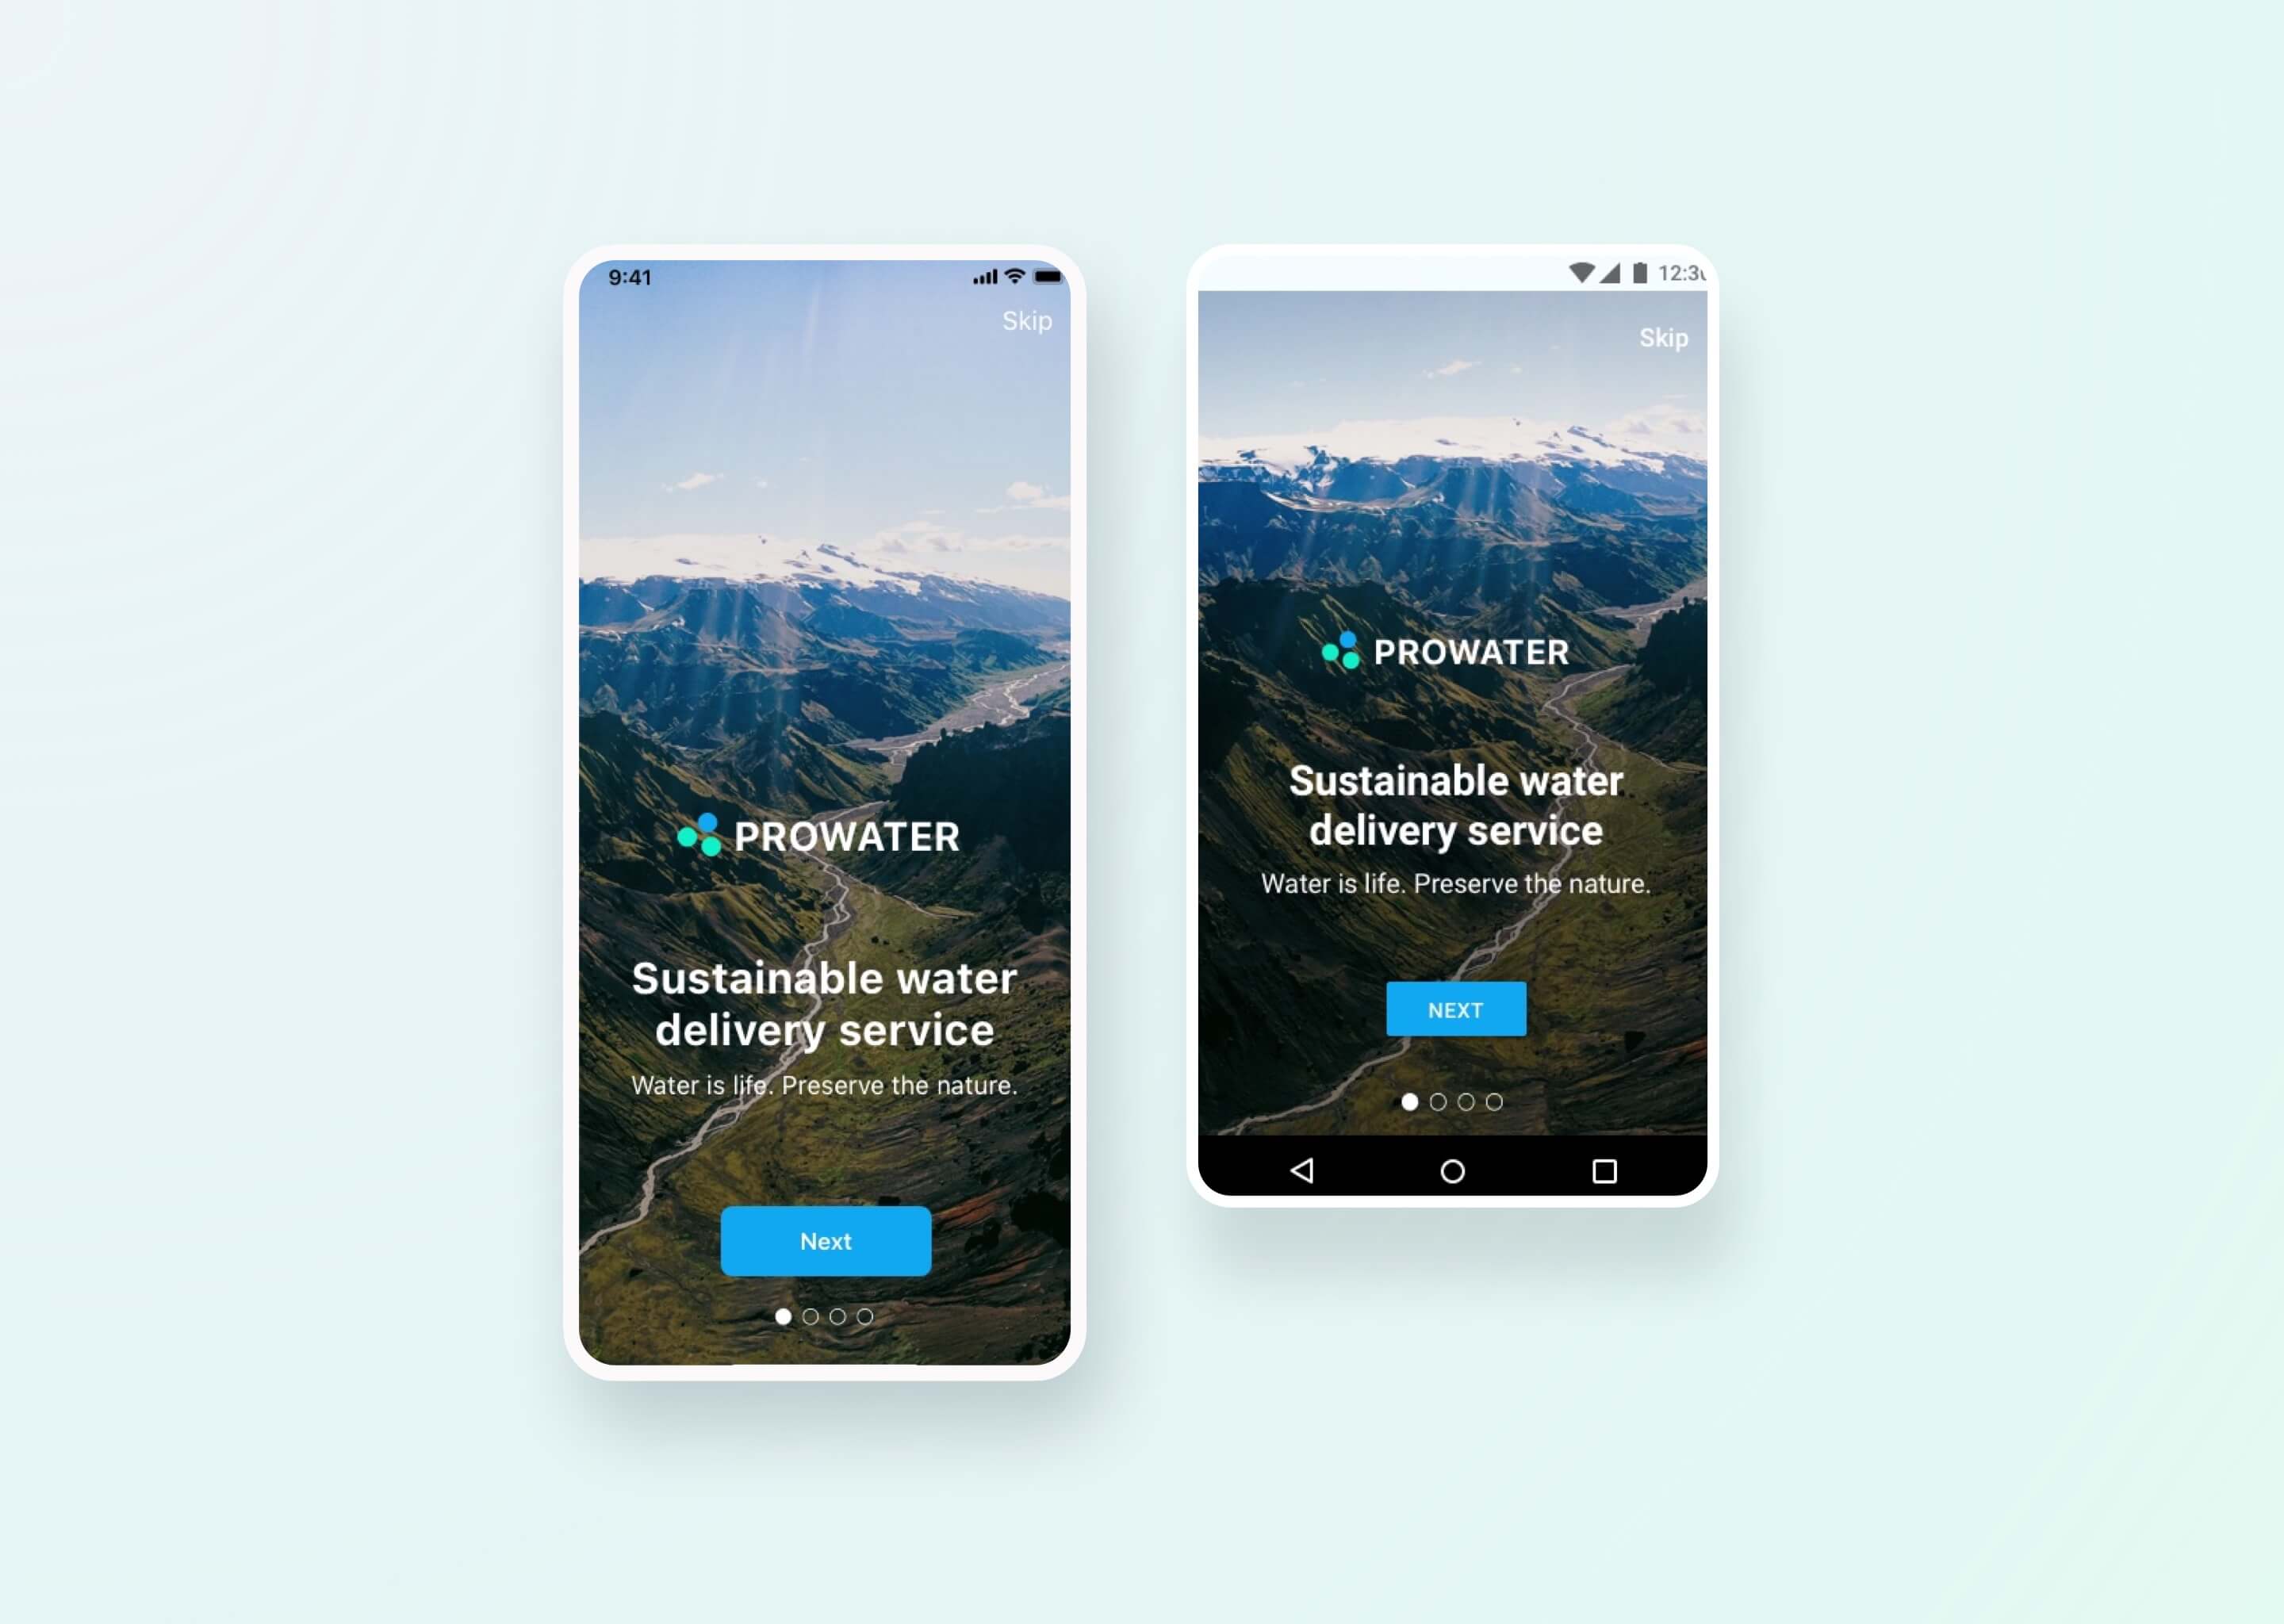 9:41
Skip
PROWATER
Sustainable water
delivery service
Water is life. Preserve the nature.
Next
12:3
Skip
PROWATER
Sustainable water
delivery service
Water is life. Preserve the nature.
NEXT